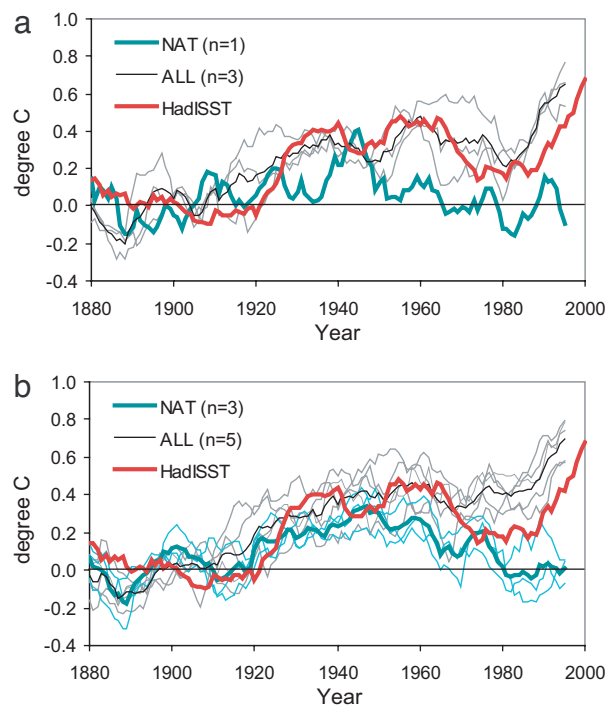 a
degree C
1.0
0.8
0.6
0.4
0.2
0.0
-0.2
-0.4
NAT (n=1)
ALL (n=3)
HadISST
1880 1900 1920 1940 1960 1980 2000
Year
b
degree C
1.0
0.8
0.6
0.4
0.2
0.0
-0.2
-0.4
NAT (n=3)
ALL (n=5)
HadISST
1880 1900 1920 1940 1960 1980 2000
Year